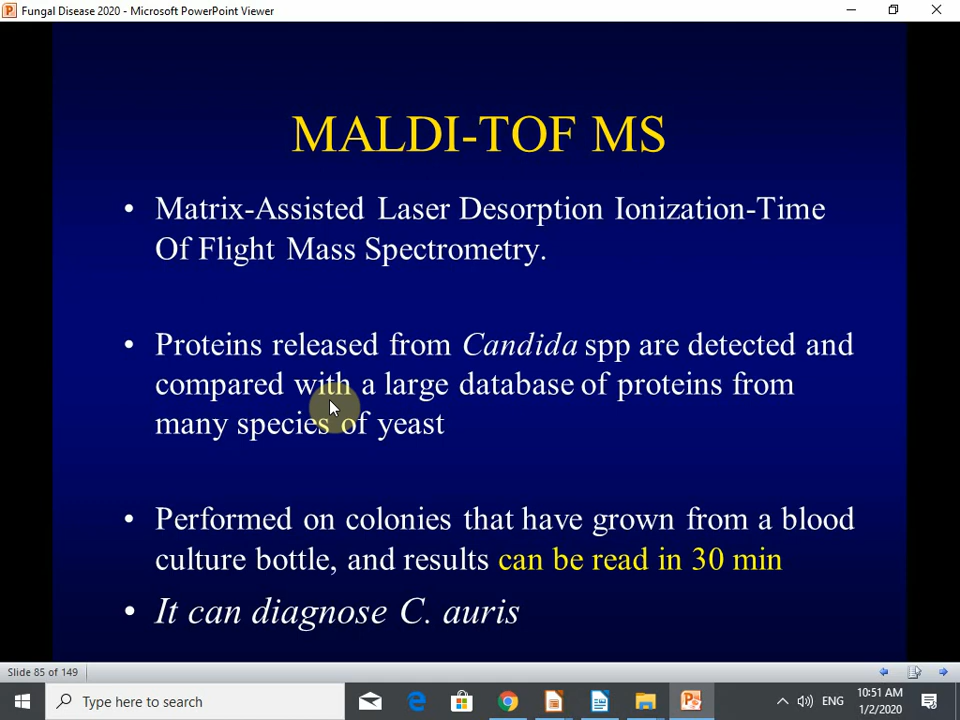 Fungal Disease 2020 - Microsoft PowerPoint Viewer
MALDI-TOF MS
• Matrix-Assisted Laser Desorption Ionization-Time
Of Flight Mass Spectrometry.
• Proteins released from Candida spp are detected and
compared with a large database of proteins from
many species of yeast
• Performed on colonies that have grown from a blood
culture bottle, and results can be read in 30 min
• It can diagnose C. auris
Slide 85 of 149
Type here to search
ENG
10:51 AM
1/2/2020